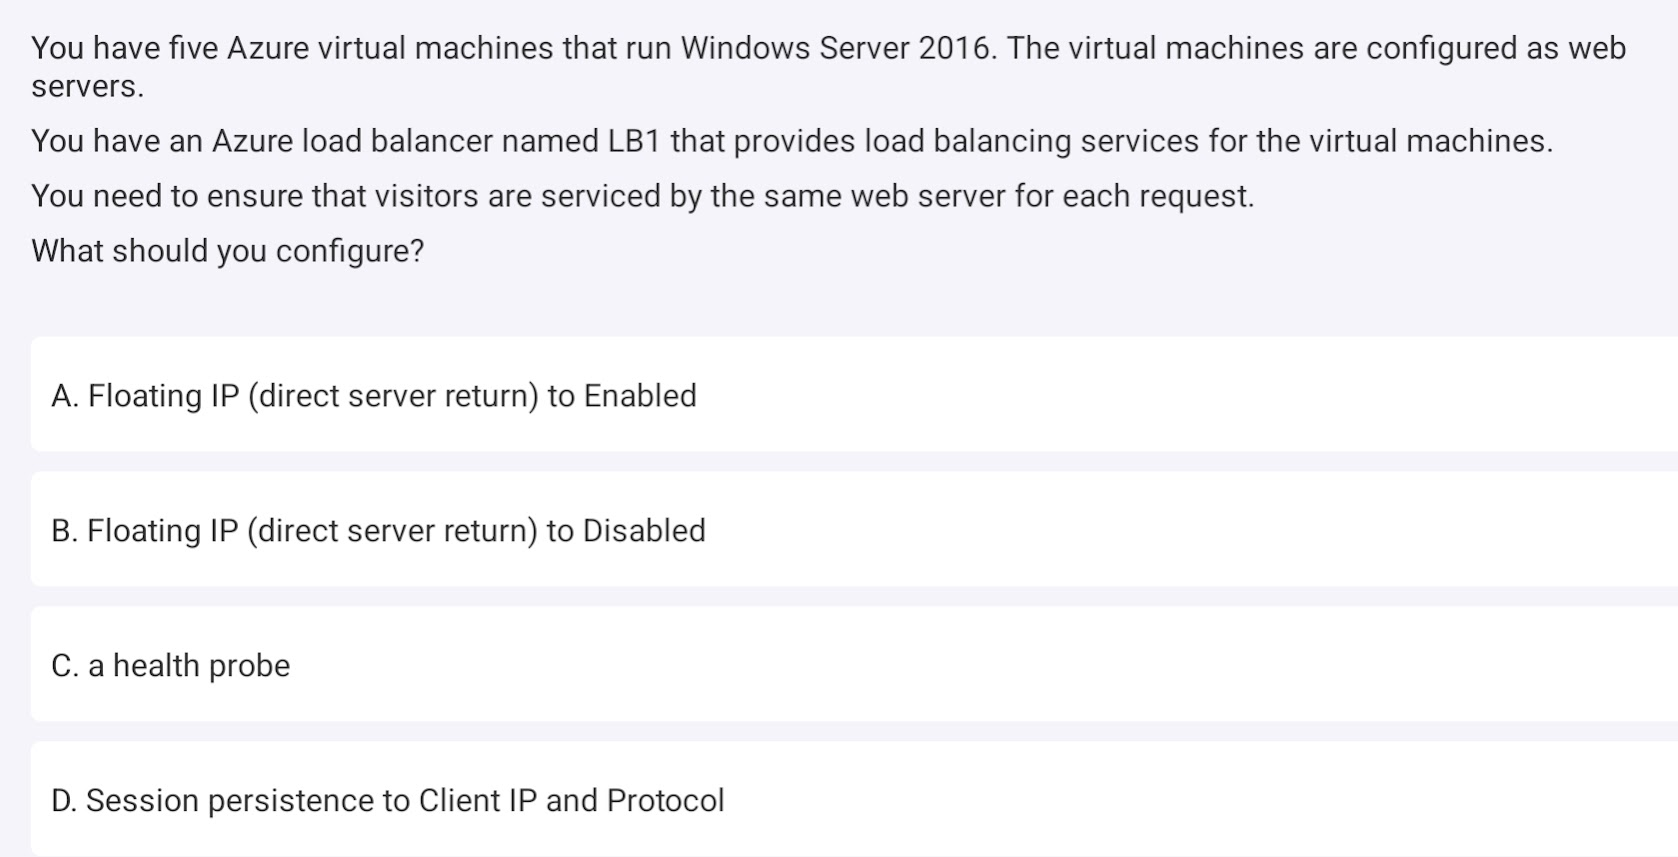 You have five Azure virtual machines that run Windows Server 2016. The virtual machines are configured as web
servers.
You have an Azure load balancer named LB1 that provides load balancing services for the virtual machines.
You need to ensure that visitors are serviced by the same web server for each request.
What should you configure?
A. Floating IP (direct server return) to Enabled
B. Floating IP (direct server return) to Disabled
C. a health probe
D. Session persistence to Client IP and Protocol